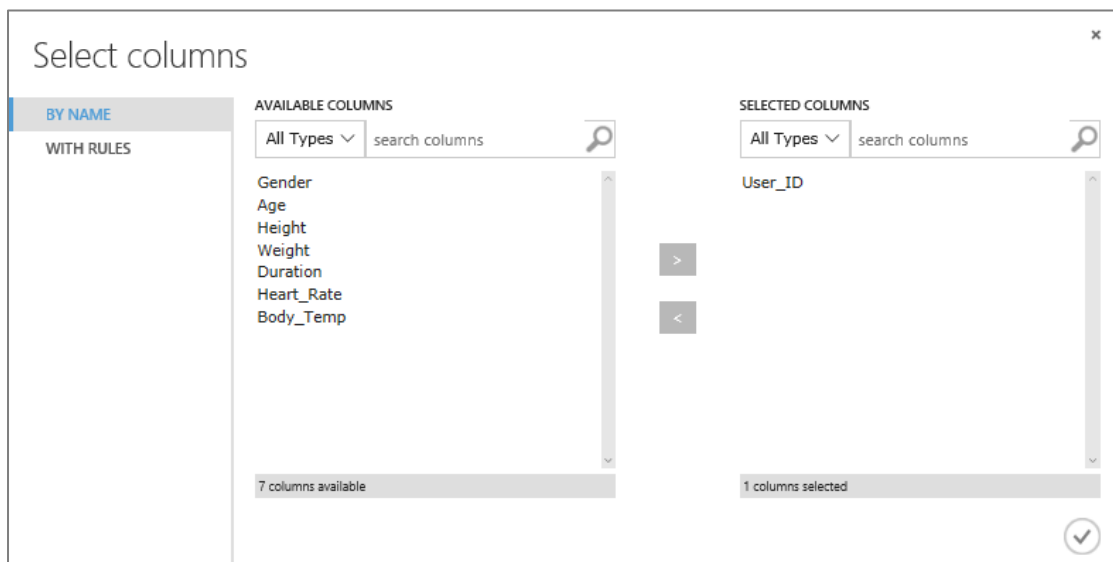 Select columns
×
BY NAME
WITH RULES
AVAILABLE COLUMNS
All Types search columns
Gender
Age
Height
Weight
Duration
Heart_Rate
Body_Temp
7 columns available
>
<
SELECTED COLUMNS
All Types search columns
User_ID
1 columns selected